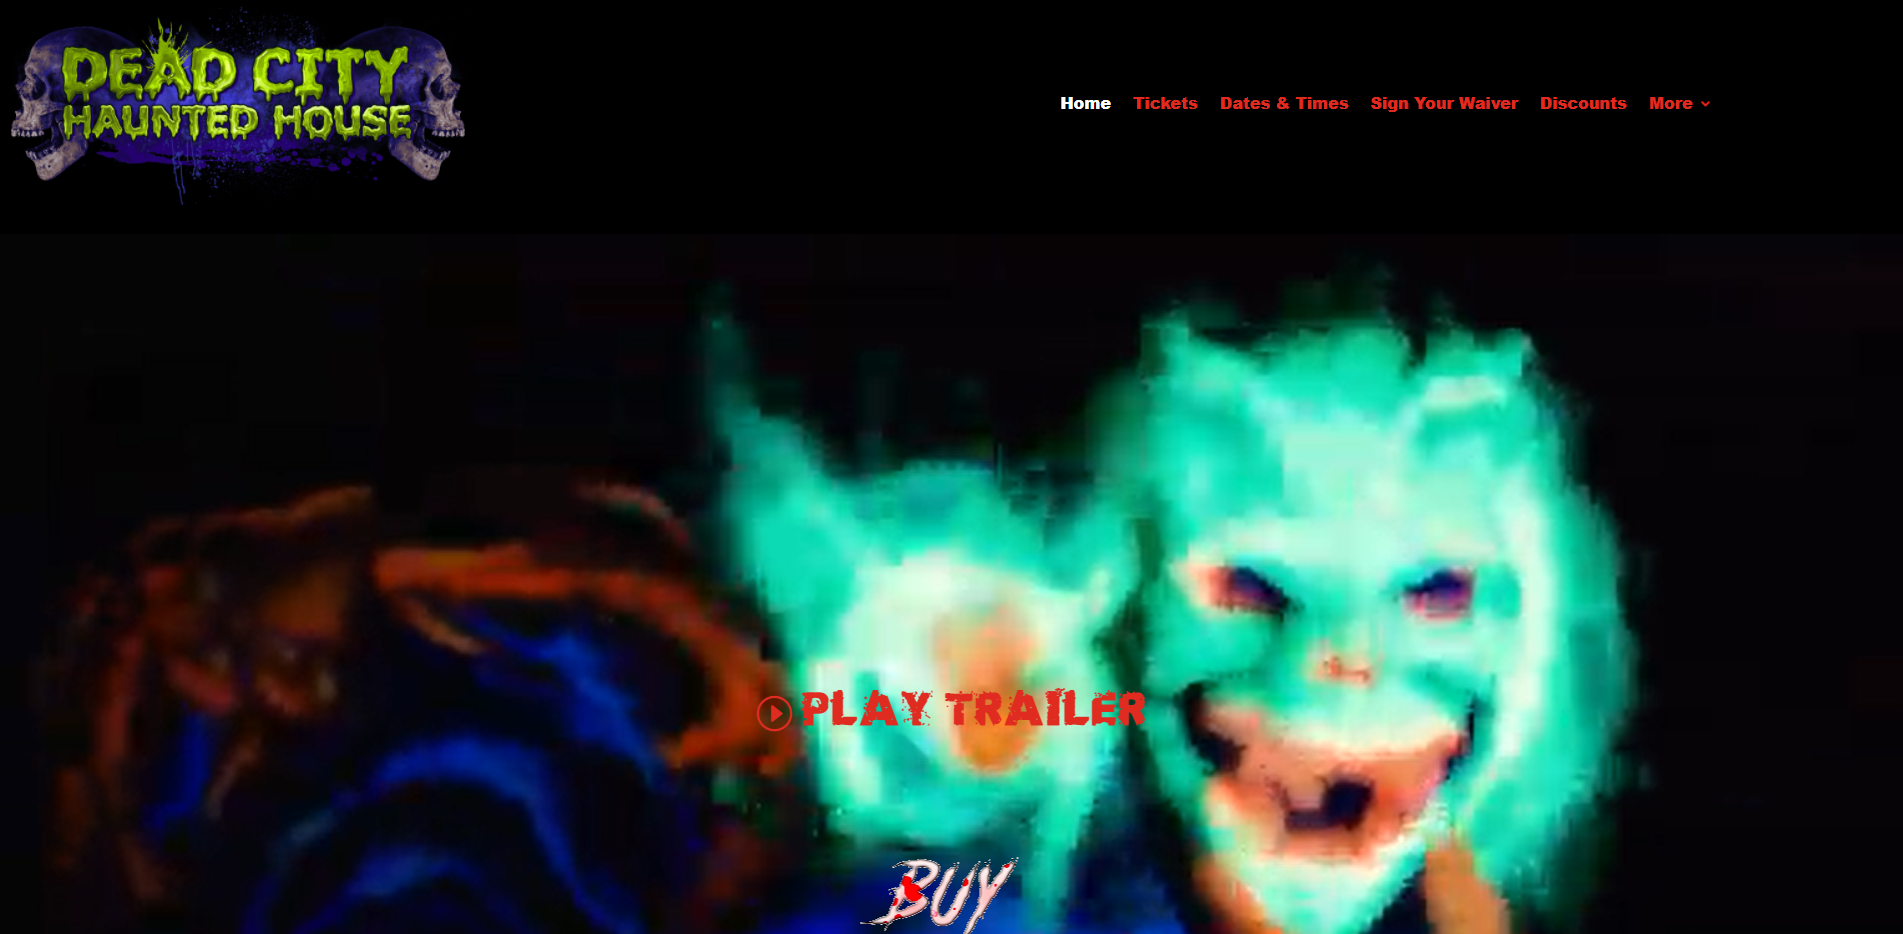 DEAD CITY
HAUNTED HOUSE
Home Tickets Dates & Times Sign Your Waiver Discounts More
PLAY TRAILER
BUY